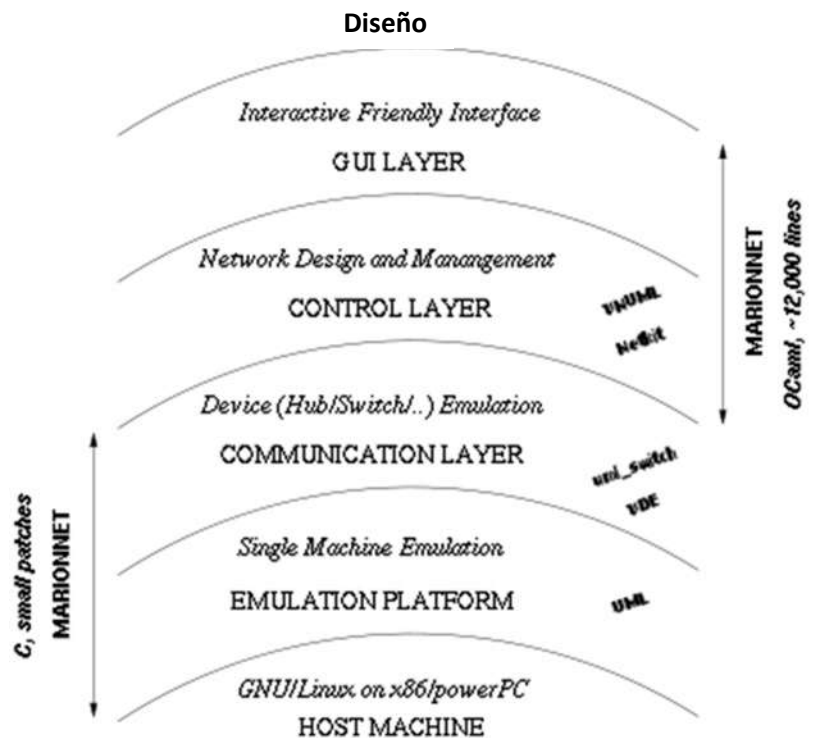 Diseño
Interactive Friendly Interface
GUI LAYER
Network Design and Manangement
CONTROL LAYER
VNUML
Netkit
Device (Hub/Switch/..) Emulation
COMMUNICATION LAYER
uml_switch
VDE
Single Machine Emulation
EMULATION PLATFORM
UML
GNU/Linux on x86/powerPC
HOST MACHINE
MARIONNET
OCaml, ~12,000 lines
C, small patches
MARIONNET